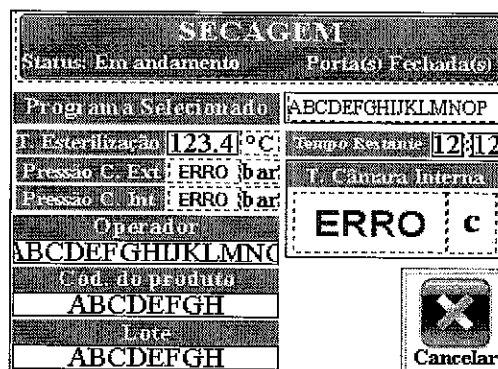 SECAGEM
Status: Em andamento Porta(s) Fechada(s)
Programa Selecionado ABCDEFGHIJKLMNOP
T. Esterilização 123.4 °C Tempo Restante 12:12
Pressão C. Ext ERRO bar T. Câmara Interna
Pressão C. Int ERRO bar ERRO c
Operador
ABCDEFGHIJKLMNO
Cód. do produto
ABCDEFGH
Lote
ABCDEFGH
Cancelar